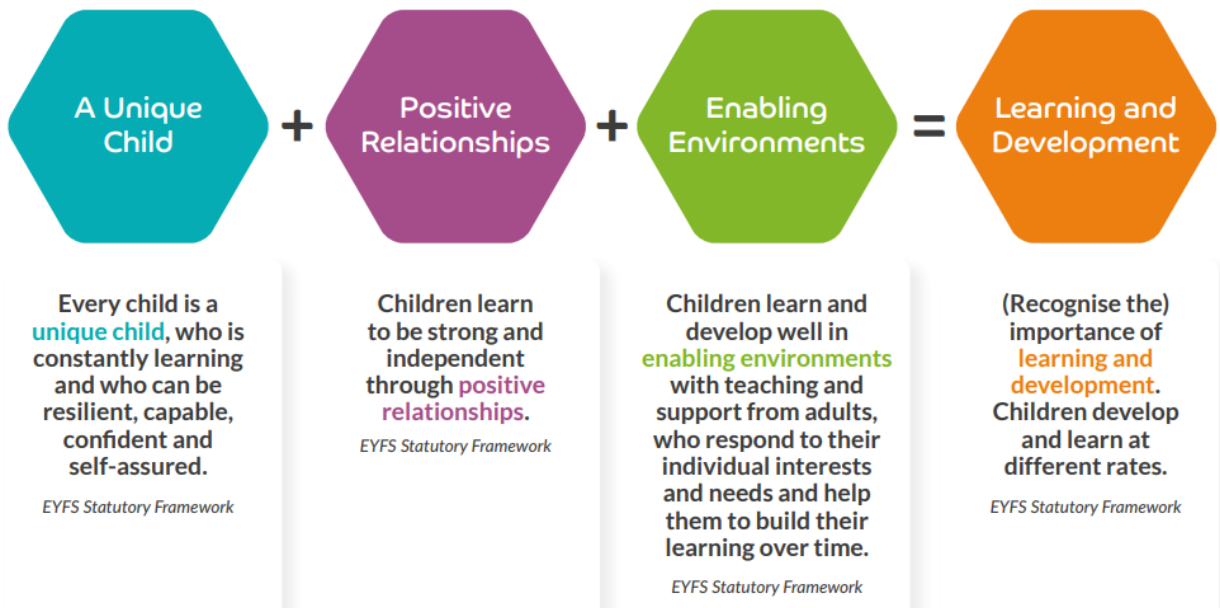 A Unique
Child
+
Positive
Relationships
+
Enabling
Environments
=
Learning and
Development
Every child is a
unique child, who is
constantly learning
and who can be
resilient, capable,
confident and
self-assured.
EYFS Statutory Framework
Children learn
to be strong and
independent
through positive
relationships.
EYFS Statutory Framework
Children learn and
develop well in
enabling environments
with teaching and
support from adults,
who respond to their
individual interests
and needs and help
them to build their
learning over time.
EYFS Statutory Framework
(Recognise the)
importance of
learning and
development.
Children develop
and learn at
different rates.
EYFS Statutory Framework